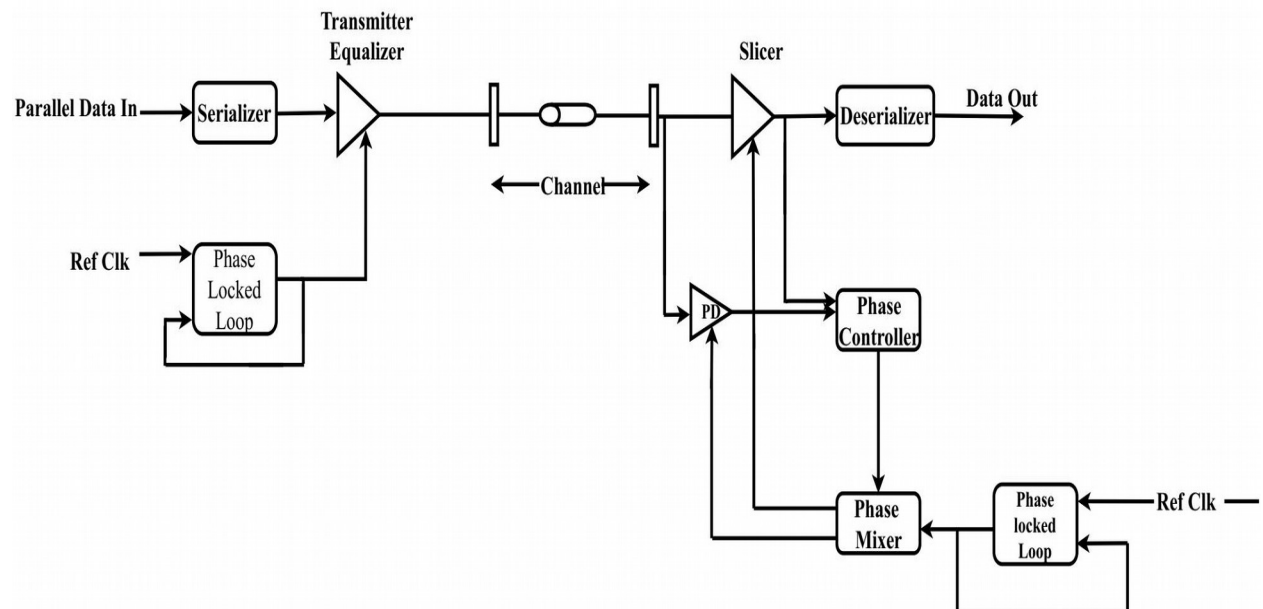 Transmitter
Equalizer
Slicer
Parallel Data In
Serializer
Deserializer
Data Out
Channel
Ref Clk
Phase
Locked
Loop
PD
Phase
Controller
Phase
Mixer
Phase
locked
Loop
Ref Clk